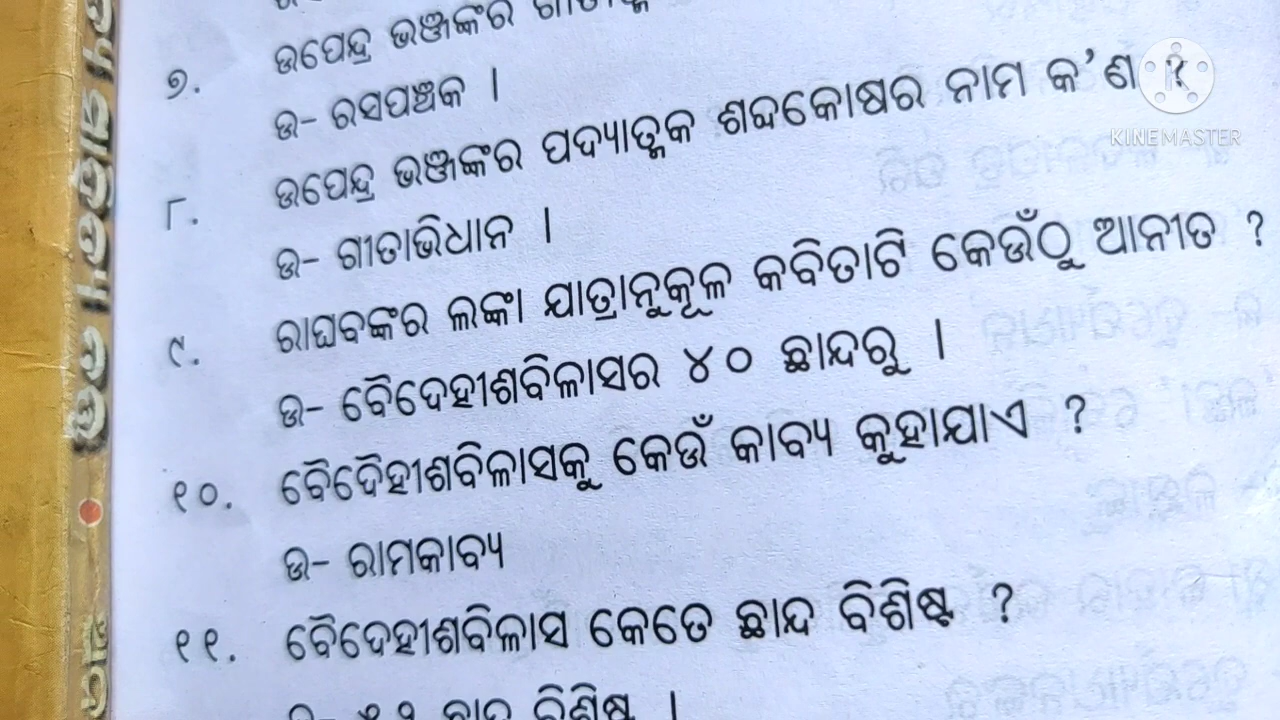 ୭. ଉପେନ୍ଦ୍ର ଭଞ୍ଜଙ୍କର
ଉ- ରସପଞ୍ଚକ ।
୮. ଉପେନ୍ଦ୍ର ଭଞ୍ଜଙ୍କର ପଦ୍ୟାତ୍ମକ ଶବ୍ଦକୋଷର ନାମ କ'ଣ ?
ଉ- ଗୀତାଭିଧାନ ।
୯. ରାଘବଙ୍କର ଲଙ୍କା ଯାତ୍ରାନୁକୂଳ କବିତାଟି କେଉଁଠୁ ଆନୀତ ?
ଉ- ବୈଦେହୀଶବିଳାସର ୪୦ ଛାନ୍ଦରୁ ।
୧୦. ବୈଦୈହୀଶବିଳାସକୁ କେଉଁ କାବ୍ୟ କୁହାଯାଏ ?
ଉ- ରାମକାବ୍ୟ
୧୧. ବୈଦେହୀଶବିଳାସ କେତେ ଛାନ୍ଦ ବିଶିଷ୍ଟ ?
ଛାନ୍ଦ ବିଶିଷ୍ଟ ।
KINEMASTER